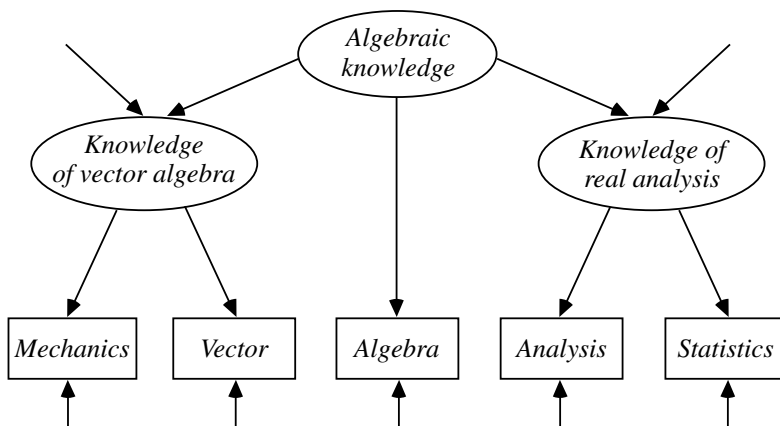 Algebraic
knowledge
Knowledge
of vector algebra
Knowledge of
real analysis
Mechanics
Vector
Algebra
Analysis
Statistics